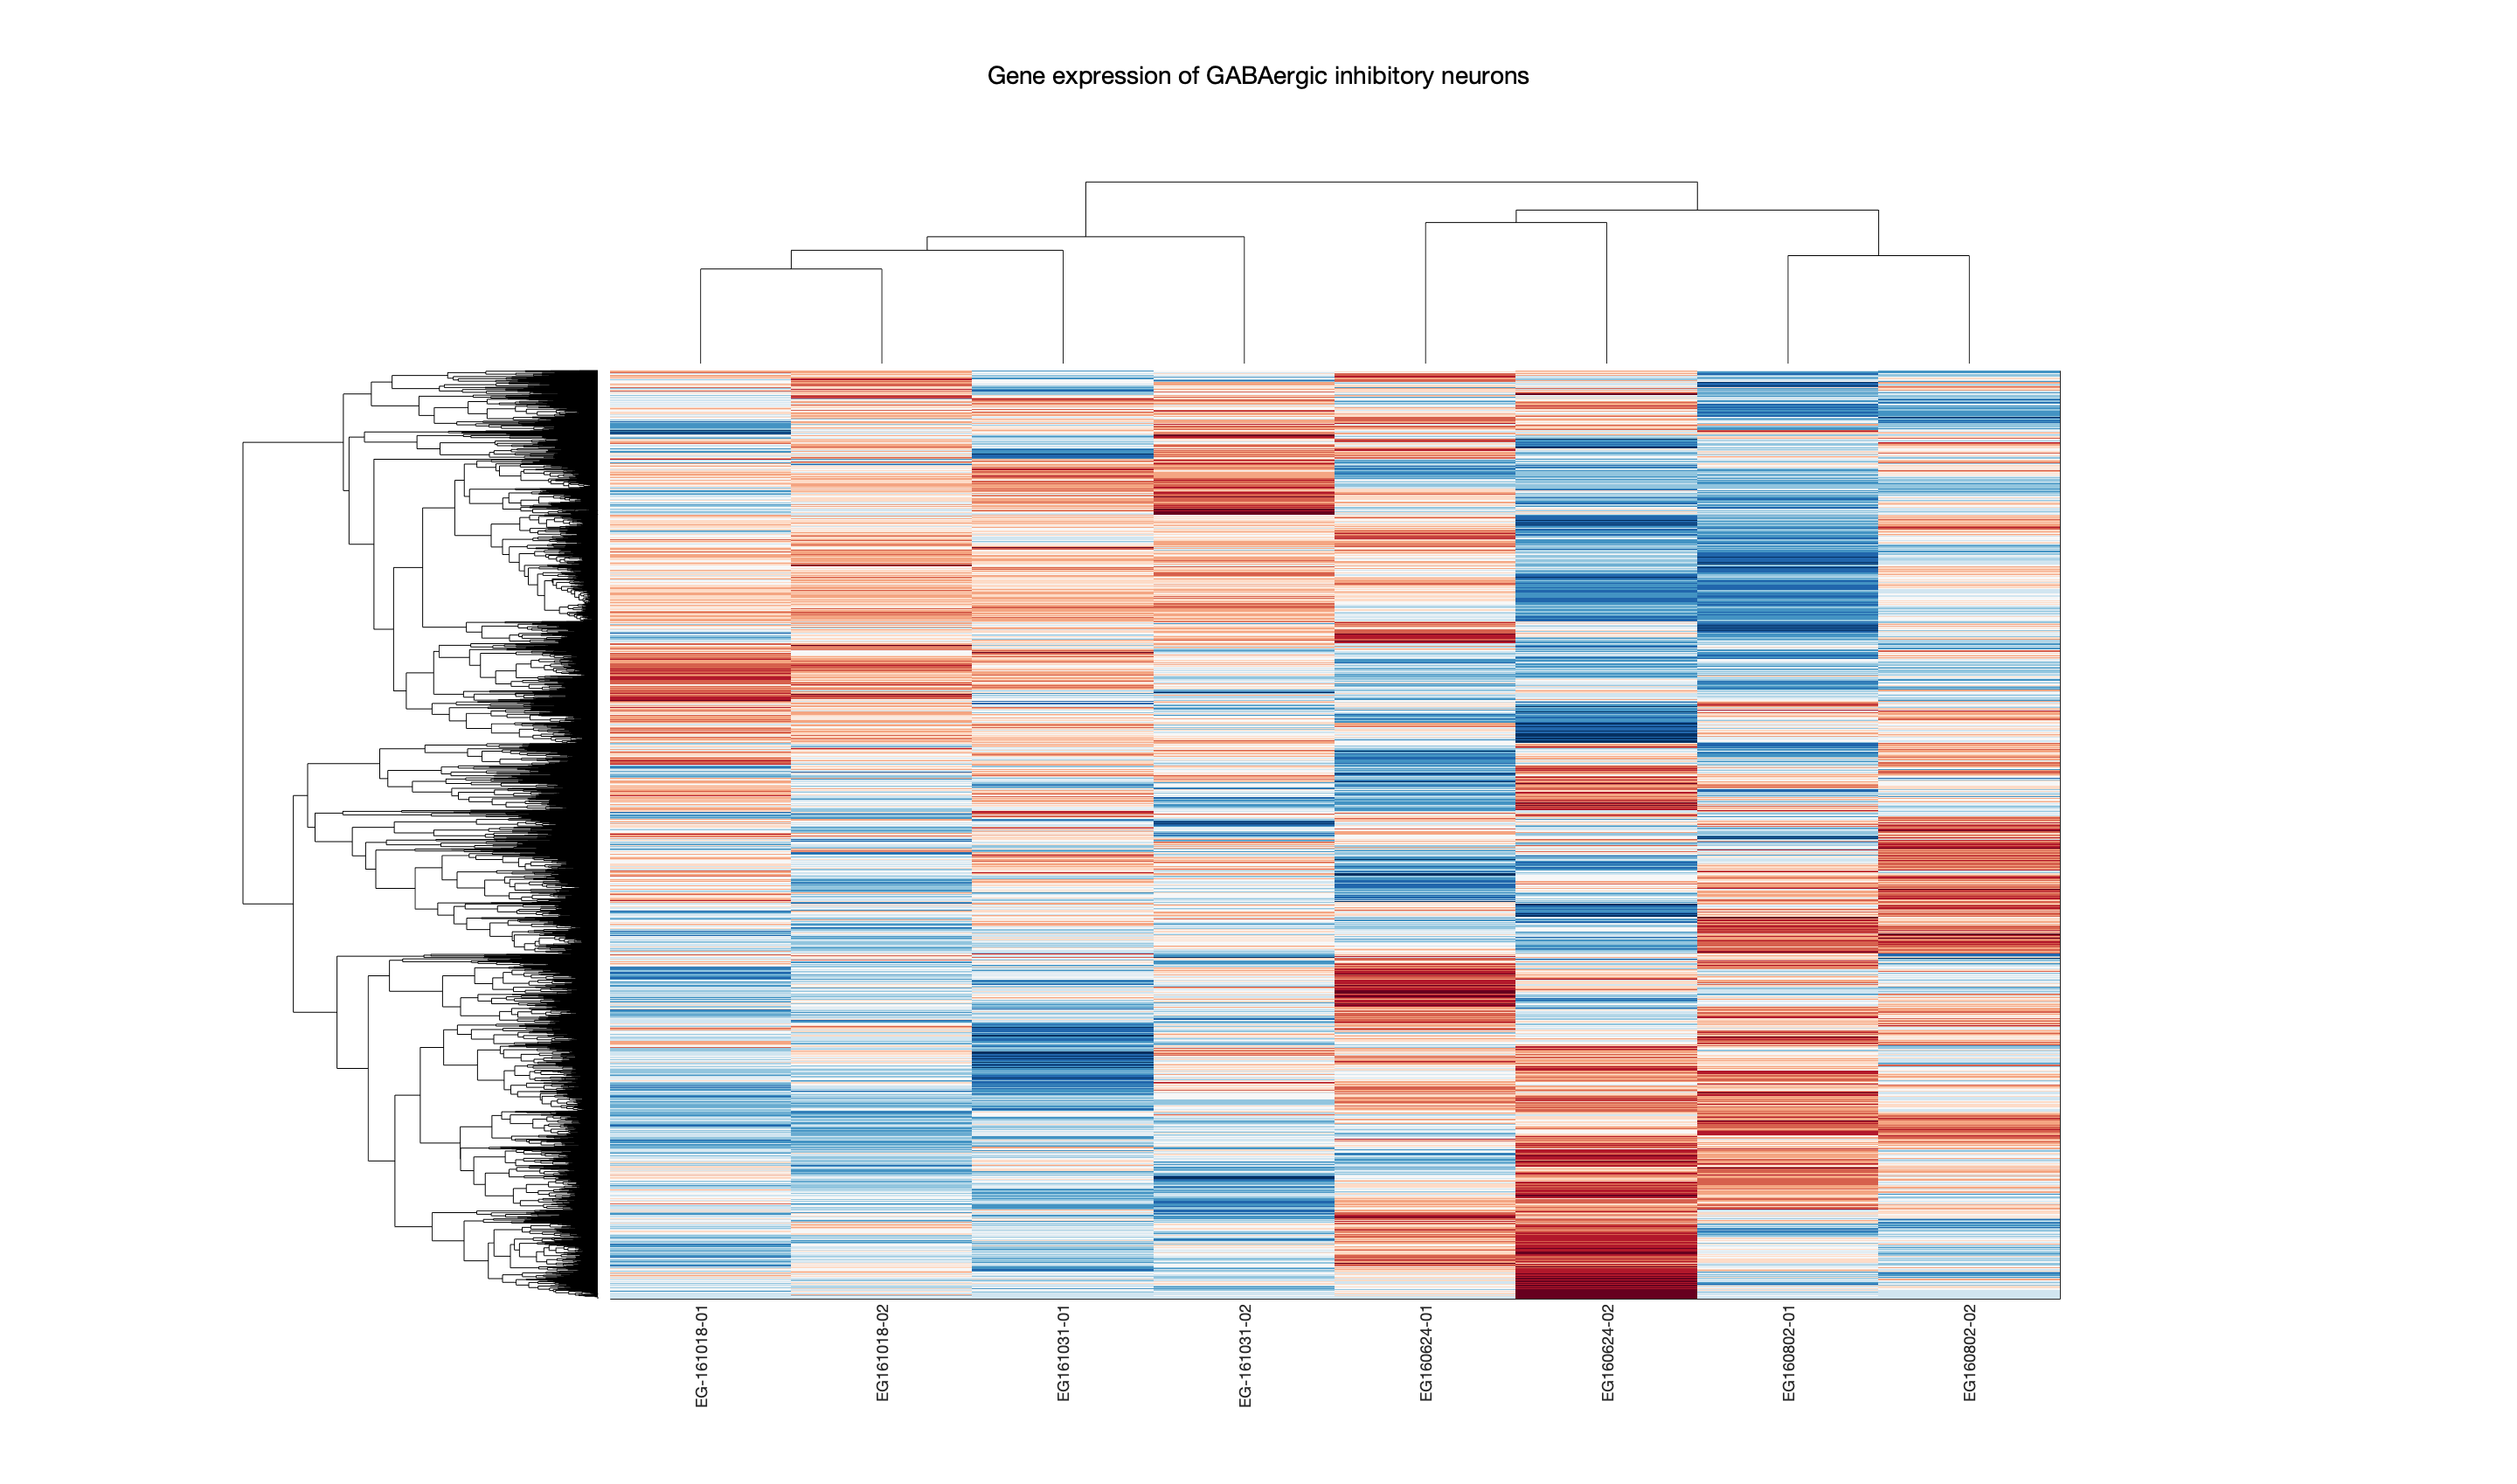 Gene expression of GABAergic inhibitory neurons
EG-161018-01
EG161018-02
EG161031-01
EG-161031-02
EG160624-01
EG160624-02
EG160802-01
EG160802-02